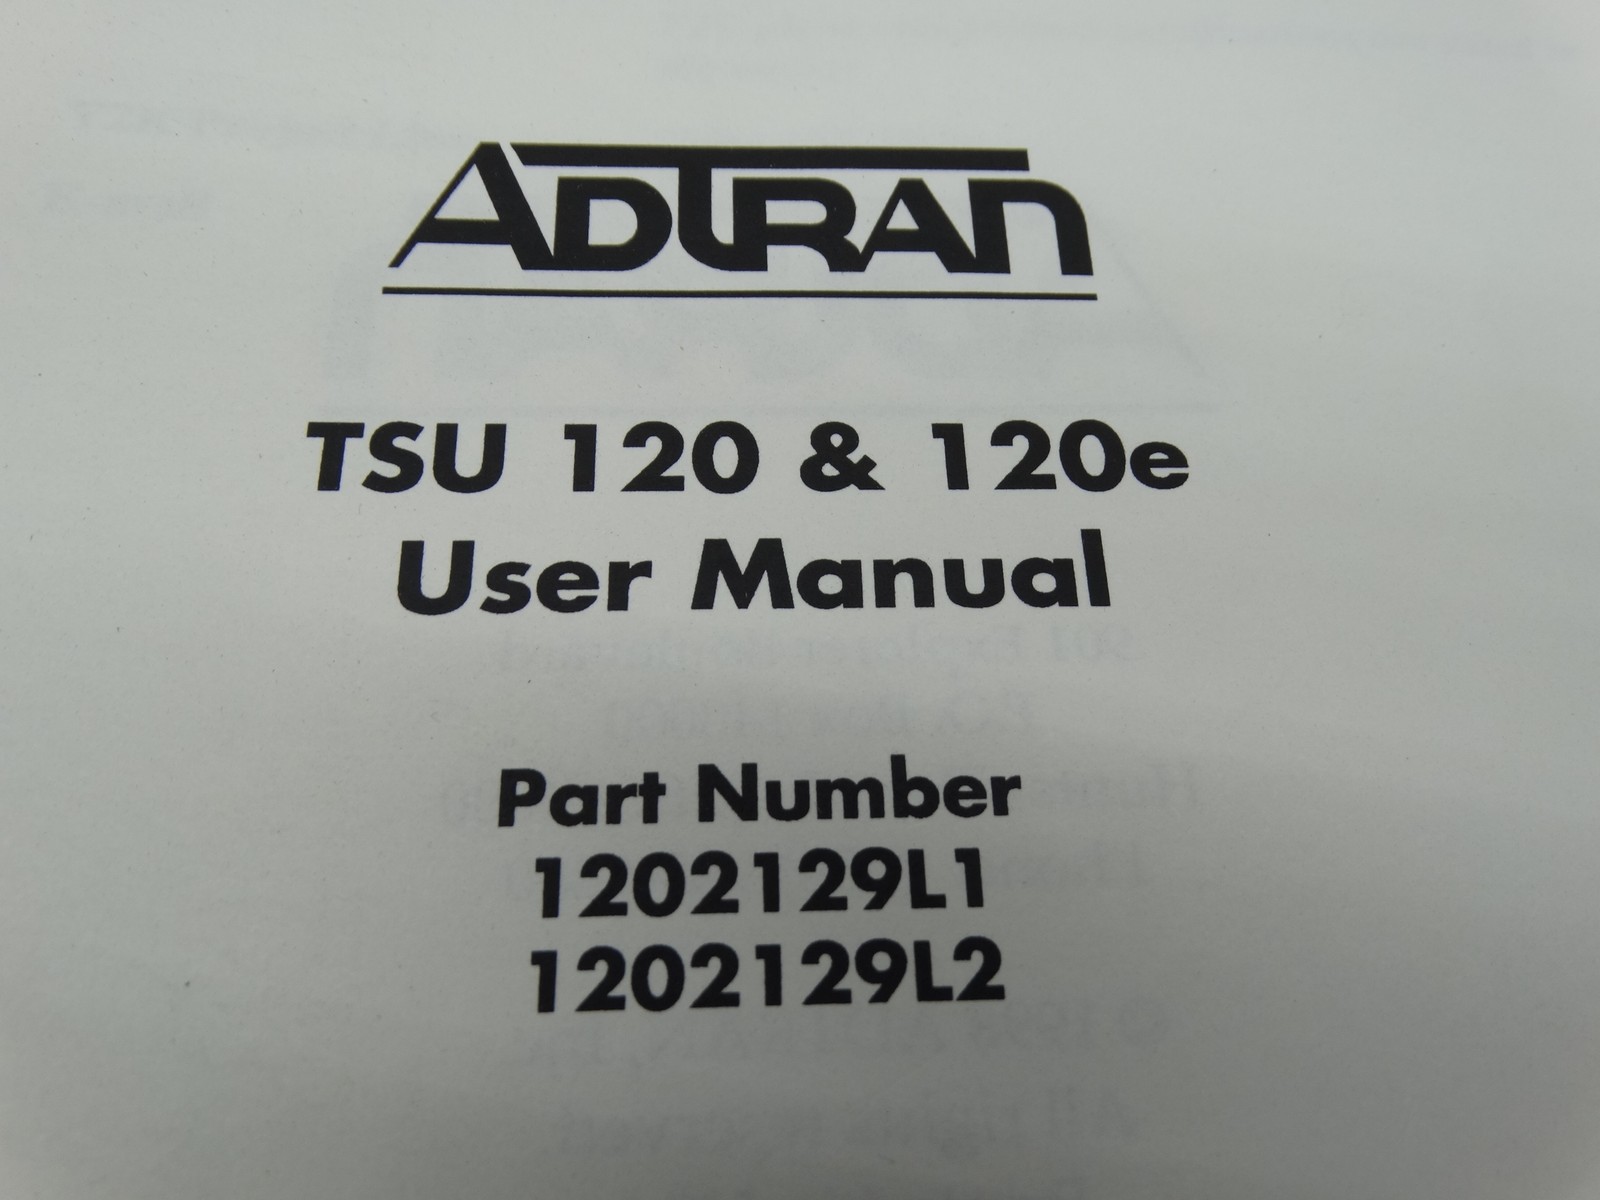 ADTRAN
TSU 120 & 120e
User Manual
Part Number
1202129L1
1202129L2